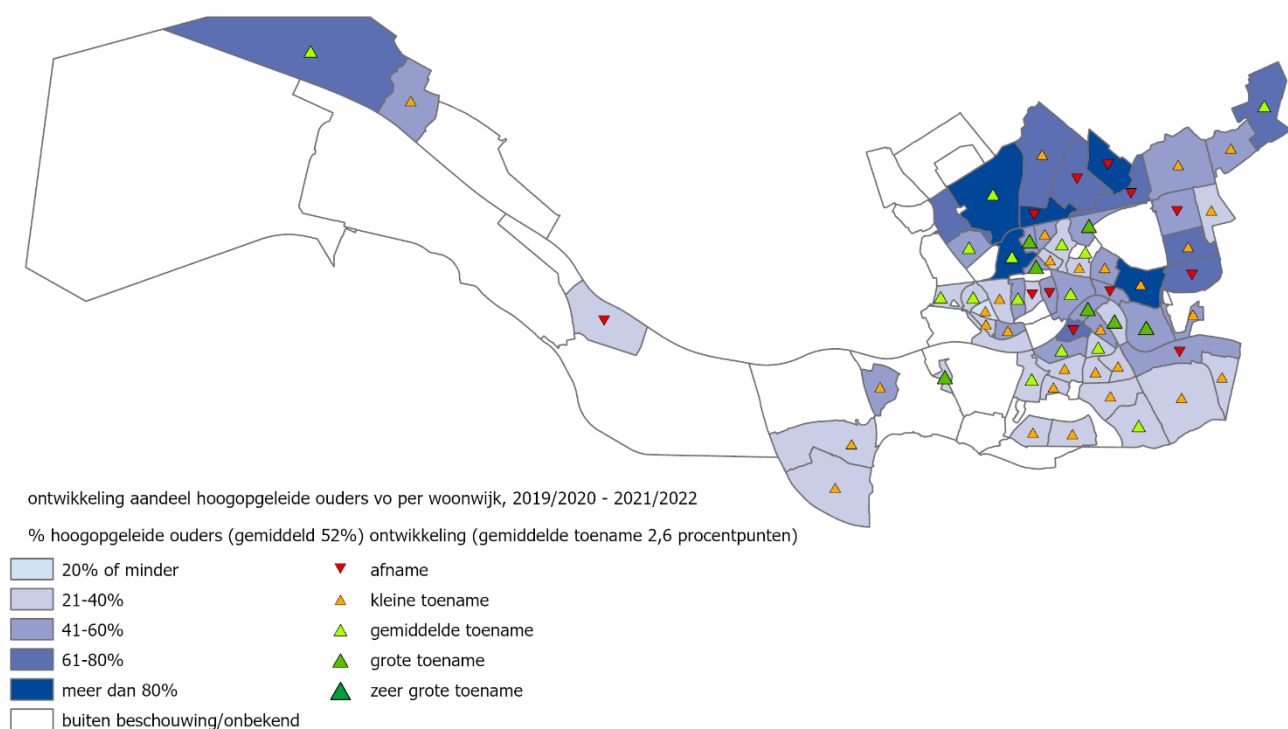 ontwikkeling aandeel hoogopgeleide ouders vo per woonwijk, 2019/2020 - 2021/2022
% hoogopgeleide ouders (gemiddeld 52%) ontwikkeling (gemiddelde toename 2,6 procentpunten)
20% of minder afname
21-40% kleine toename
41-60% gemiddelde toename
61-80% grote toename
meer dan 80% zeer grote toename
buiten beschouwing/onbekend